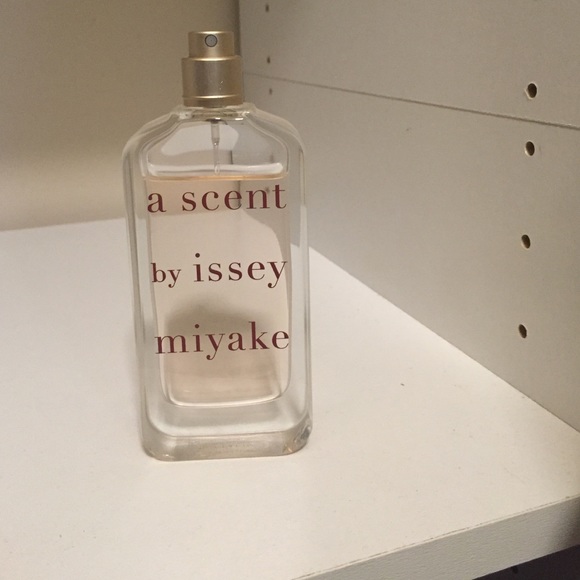 a scent
by issey
miyake